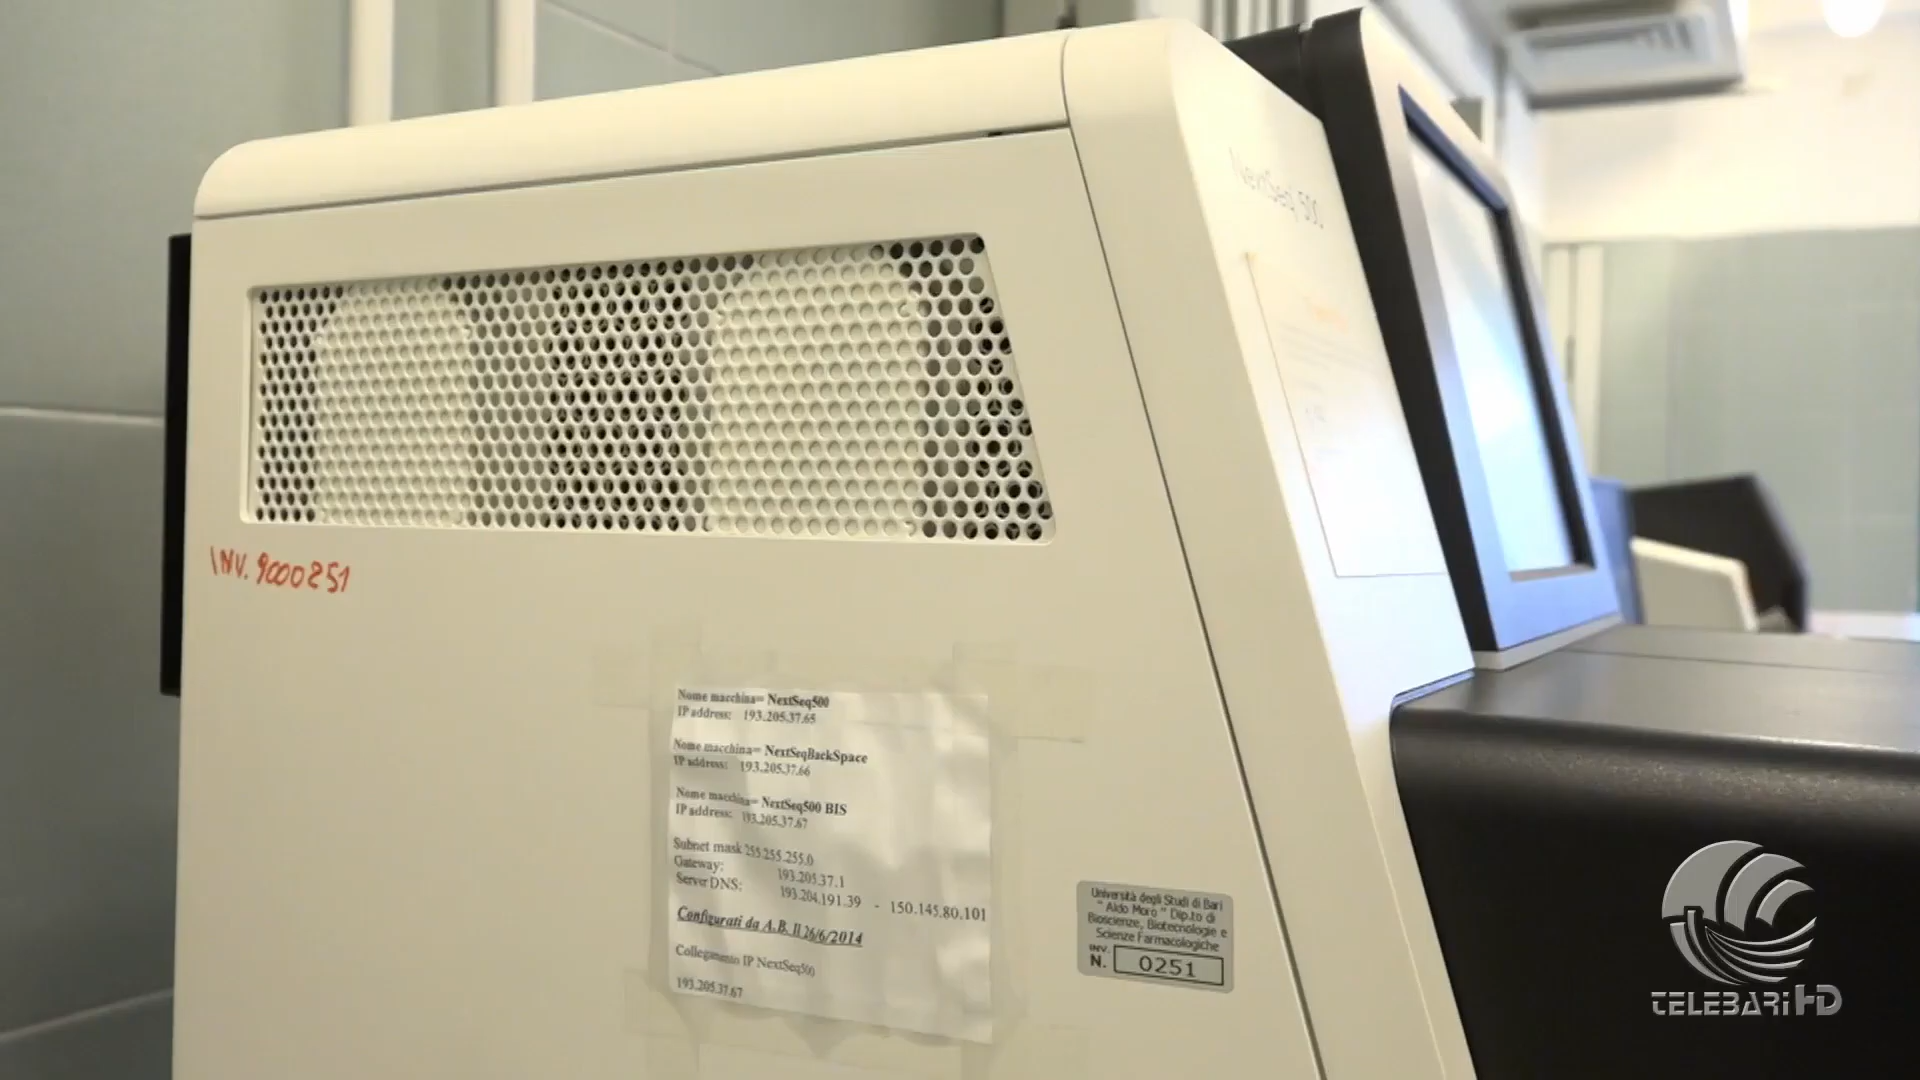 NextSeq 500
INV. 9000251
Nome macchina= NextSeq500
IP address: 193.205.37.65
Nome macchina= NextSeqBackSpace
IP address: 193.205.37.66
Nome macchina= NextSeq500 BIS
IP address: 193.205.37.67
Subnet mask 255.255.255.0
Gateway: 193.205.37.1
Server DNS: 193.204.191.39 - 150.145.80.101
Configurati da A.B. Il 26/6/2014
Collegamento IP NextSeq500
193.205.37.67
Università degli Studi di Bari
" Aldo Moro " Dip.to di
Bioscienze, Biotecnologie e
Scienze Farmacologiche
INV.
N. 0251
TELEBARI HD